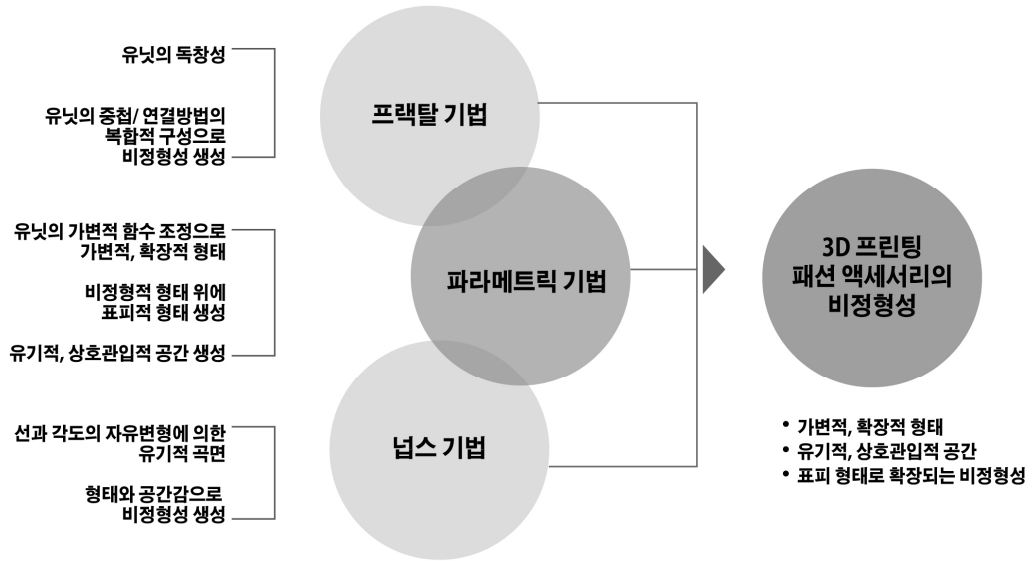 유닛의 독창성
유닛의 중첩/ 연결방법의
복합적 구성으로
비정형성 생성
프랙탈 기법
유닛의 가변적 함수 조정으로
가변적, 확장적 형태
비정형적 형태 위에
표피적 형태 생성
유기적, 상호관입적 공간 생성
파라메트릭 기법
선과 각도의 자유변형에 의한
유기적 곡면
형태와 공간감으로
비정형성 생성
넙스 기법
3D 프린팅
패션 액세서리의
비정형성
• 가변적, 확장적 형태
• 유기적, 상호관입적 공간
• 표피 형태로 확장되는 비정형성